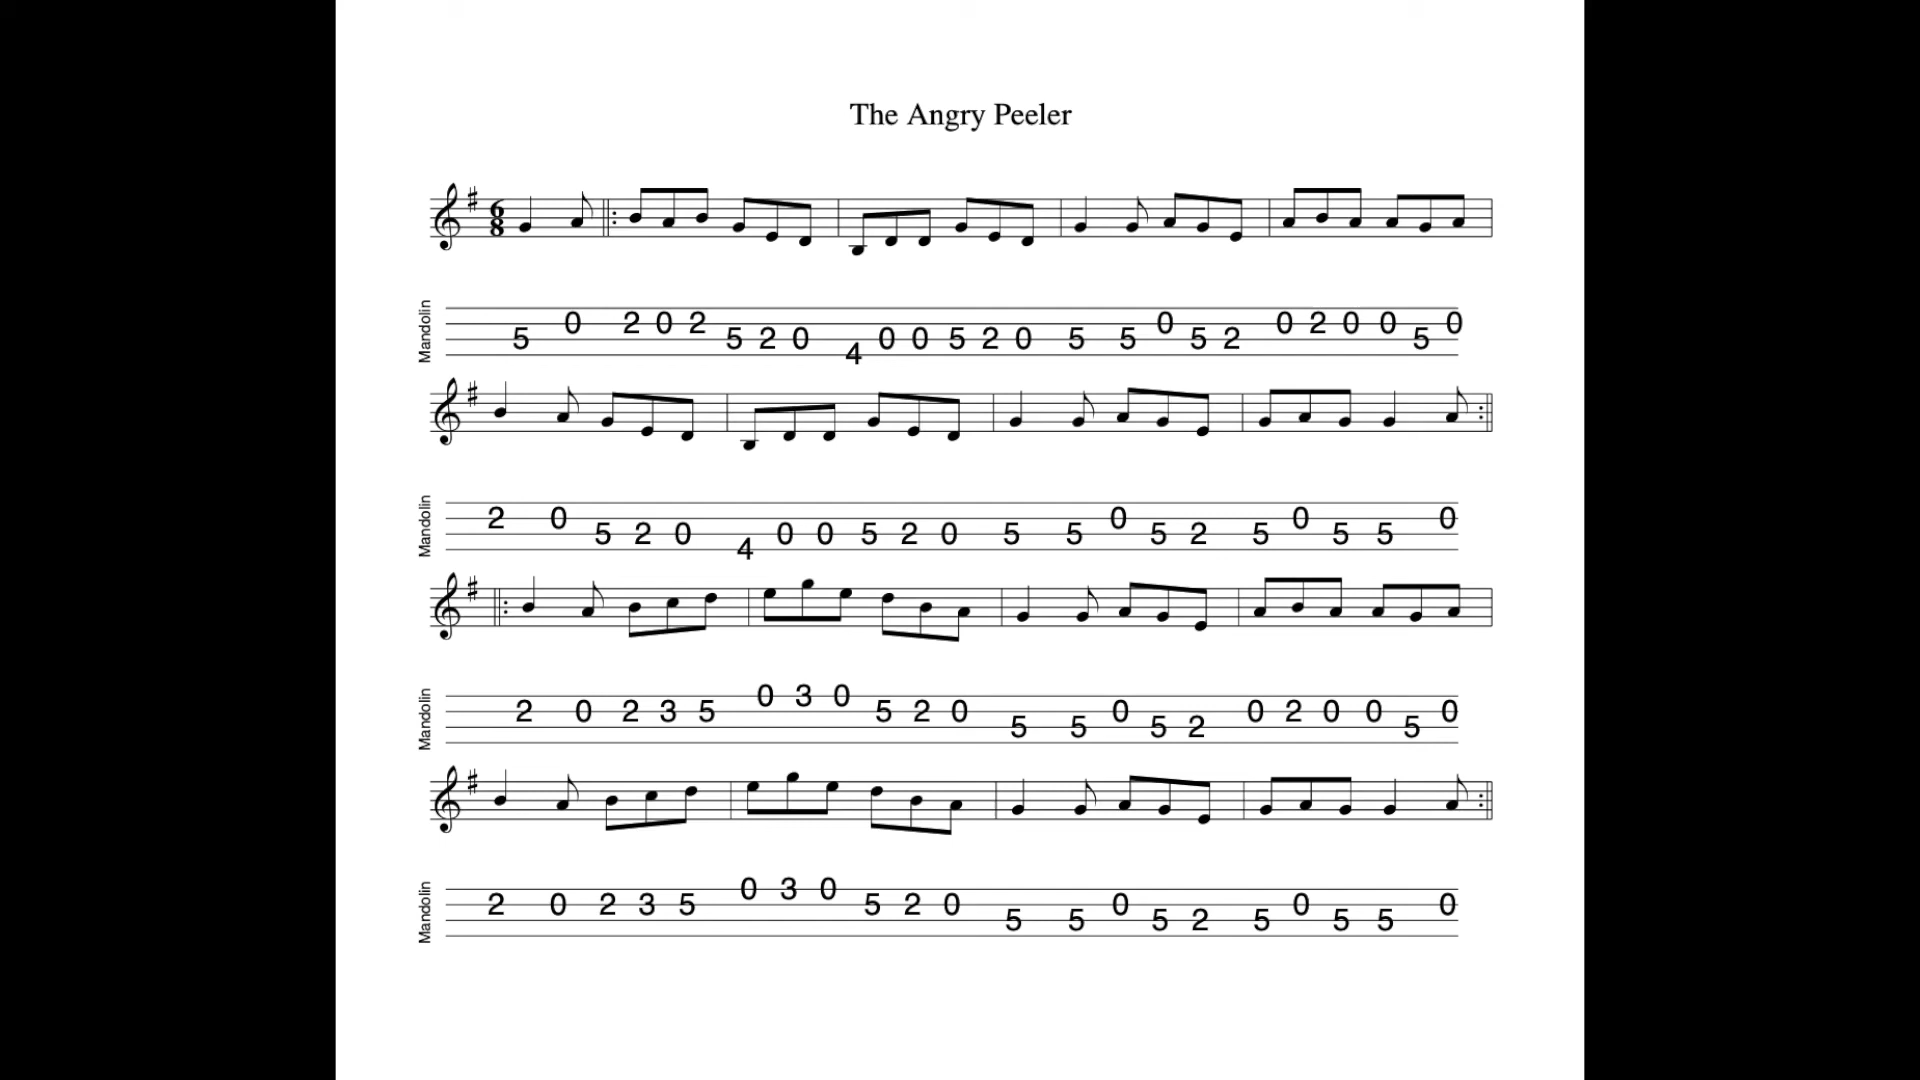 The Angry Peeler
6
8
Mandolin
5 0 2 0 2 5 2 0 4 0 0 5 2 0 5 5 0 5 2 0 2 0 0 5 0
Mandolin
2 0 5 2 0 4 0 0 5 2 0 5 5 0 5 2 5 0 5 5 0
Mandolin
2 0 2 3 5 0 3 0 5 2 0 5 5 0 5 2 0 2 0 0 5 0
Mandolin
2 0 2 3 5 0 3 0 5 2 0 5 5 0 5 2 5 0 5 5 0